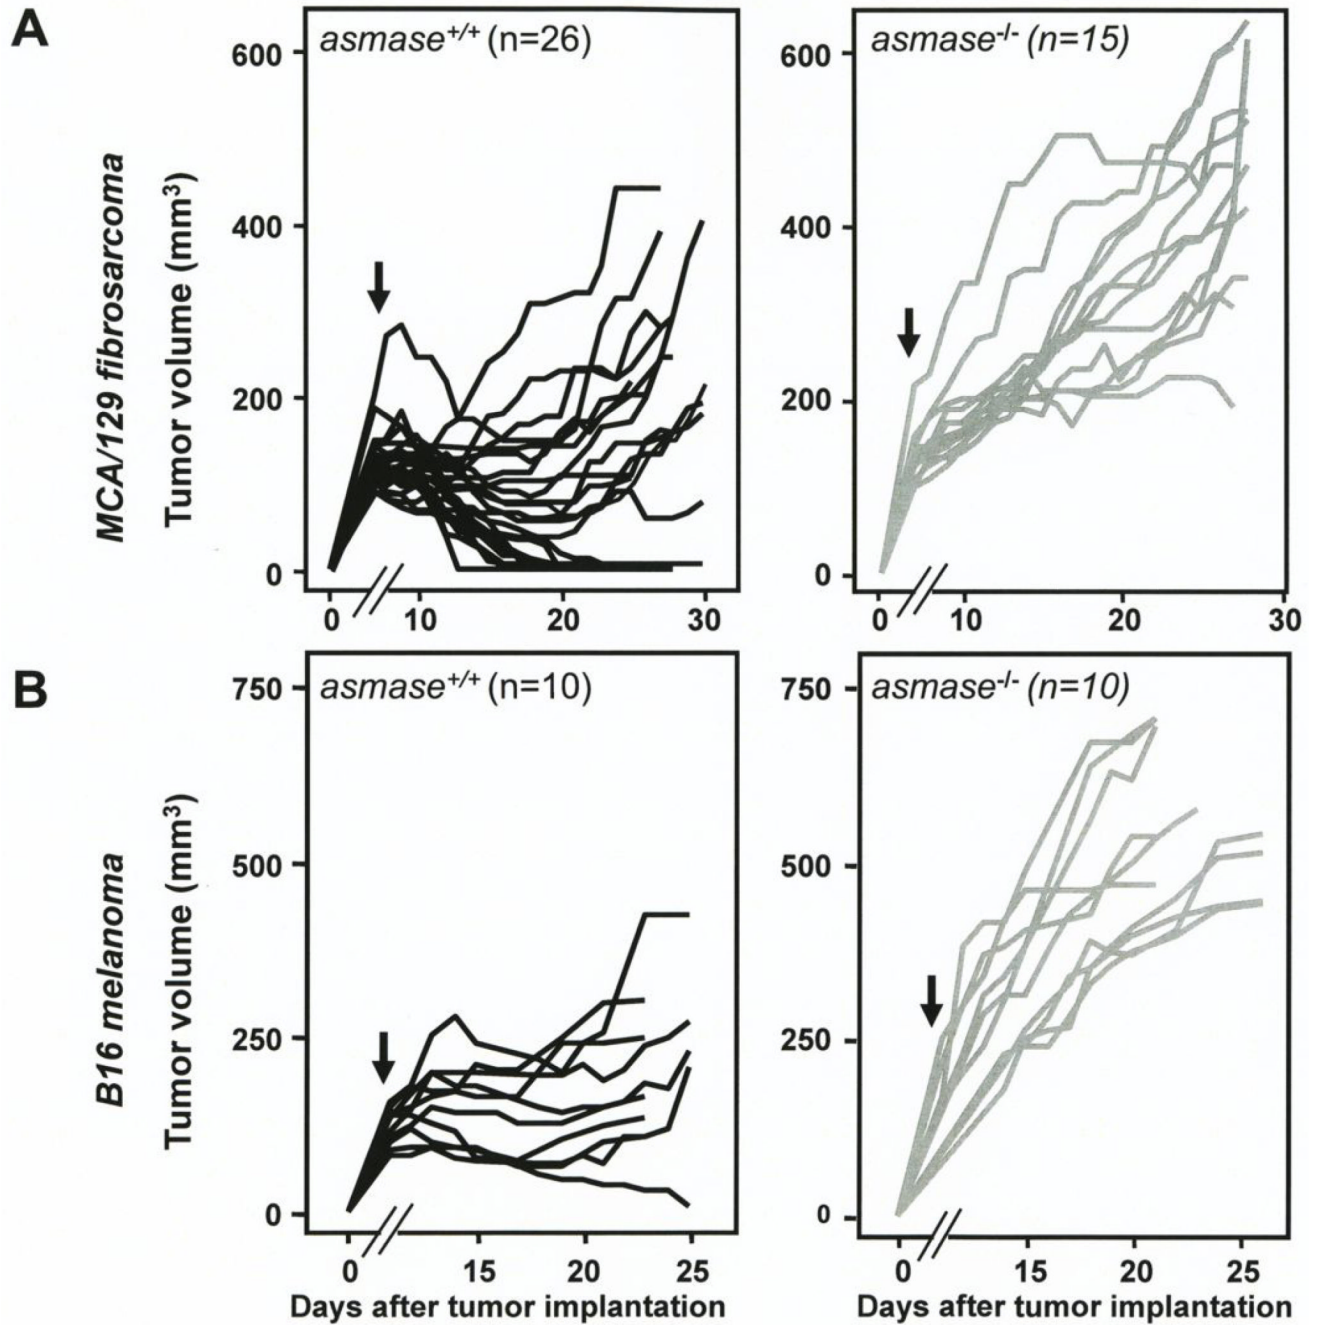 A
asmase+/+ (n=26)
asmase-/- (n=15)
MCA/129 fibrosarcoma
Tumor volume (mm3)
600
400
200
0
0 10 20 30
600
400
200
0
0 10 20 30
B
asmase+/+ (n=10)
asmase-/- (n=10)
B16 melanoma
Tumor volume (mm3)
750
500
250
0
0 15 20 25
Days after tumor implantation
750
500
250
0
0 15 20 25
Days after tumor implantation